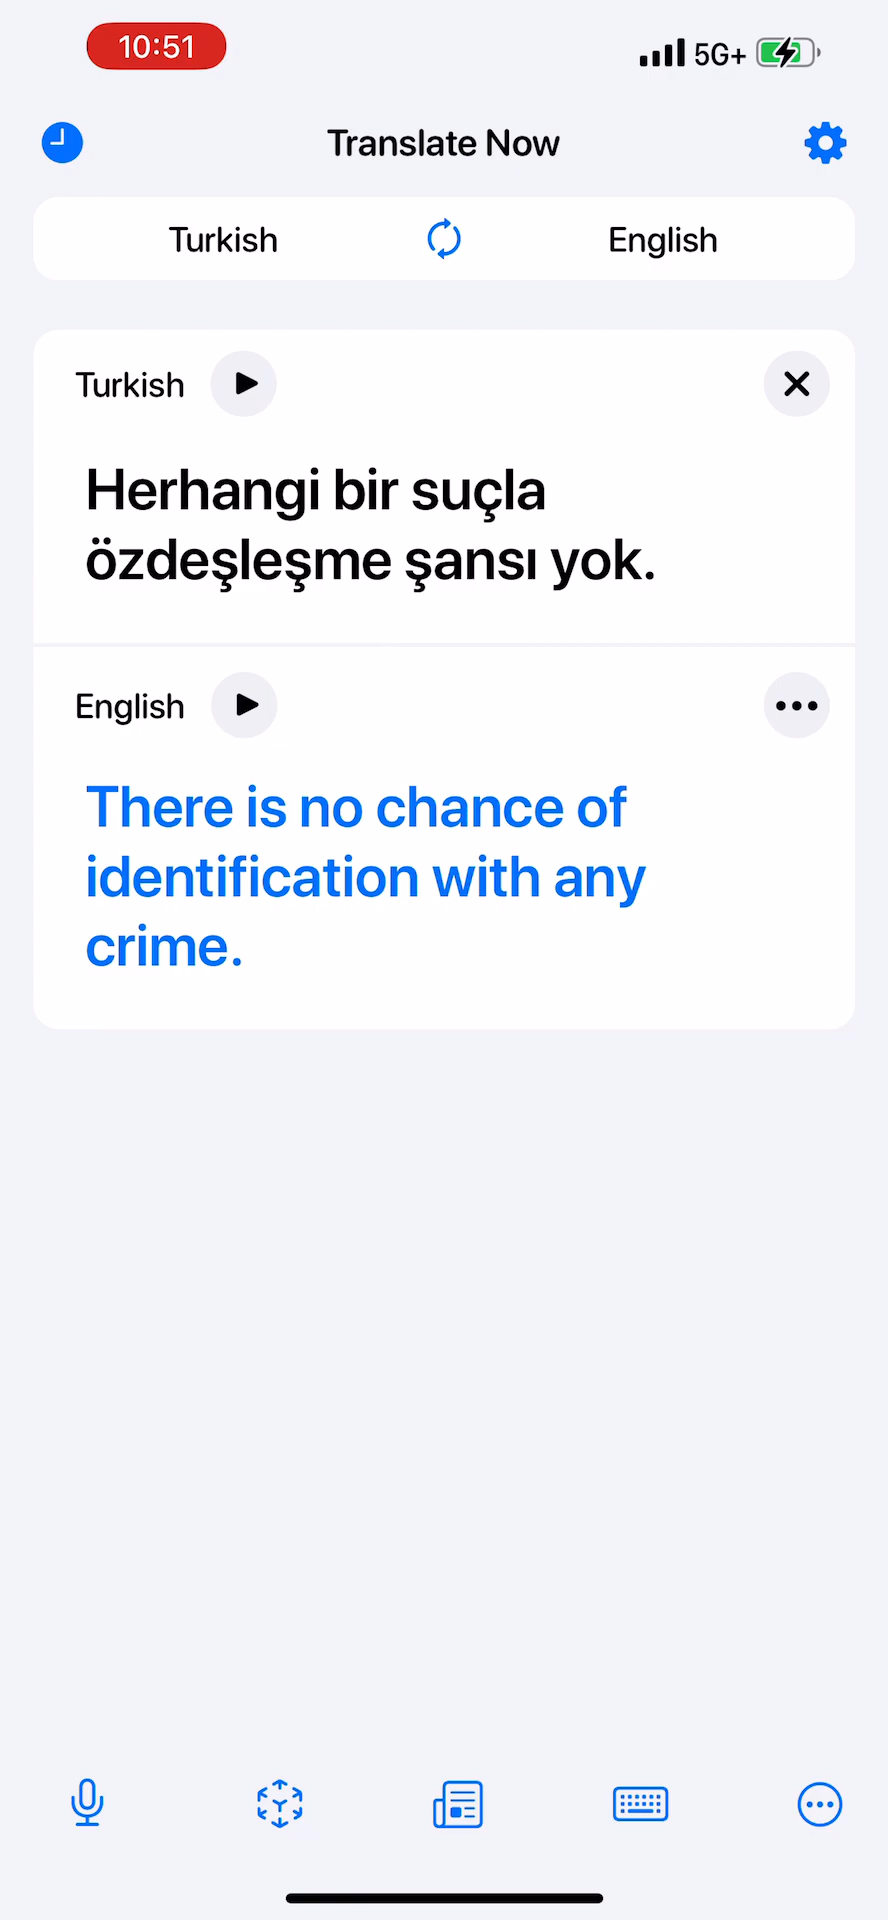 10:51
5G+
Translate Now
Turkish
English
Turkish
Herhangi bir suçla
özdeşleşme şansı yok.
English
There is no chance of
identification with any
crime.